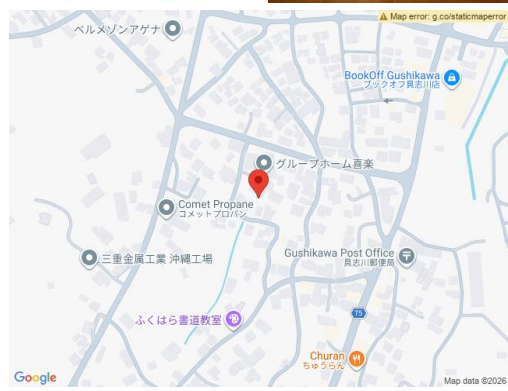 Map error: g.co/staticmaperror
ベルメゾンアゲナ
BookOff Gushikawa
ブックオフ具志川店
グループホーム喜楽
Comet Propane
コメットプロパン
Gushikawa Post Office
具志川郵便局
三重金属工業 沖縄工場
75
ふくはら書道教室
Churan
ちゅうらん
Google
Map data ©2026